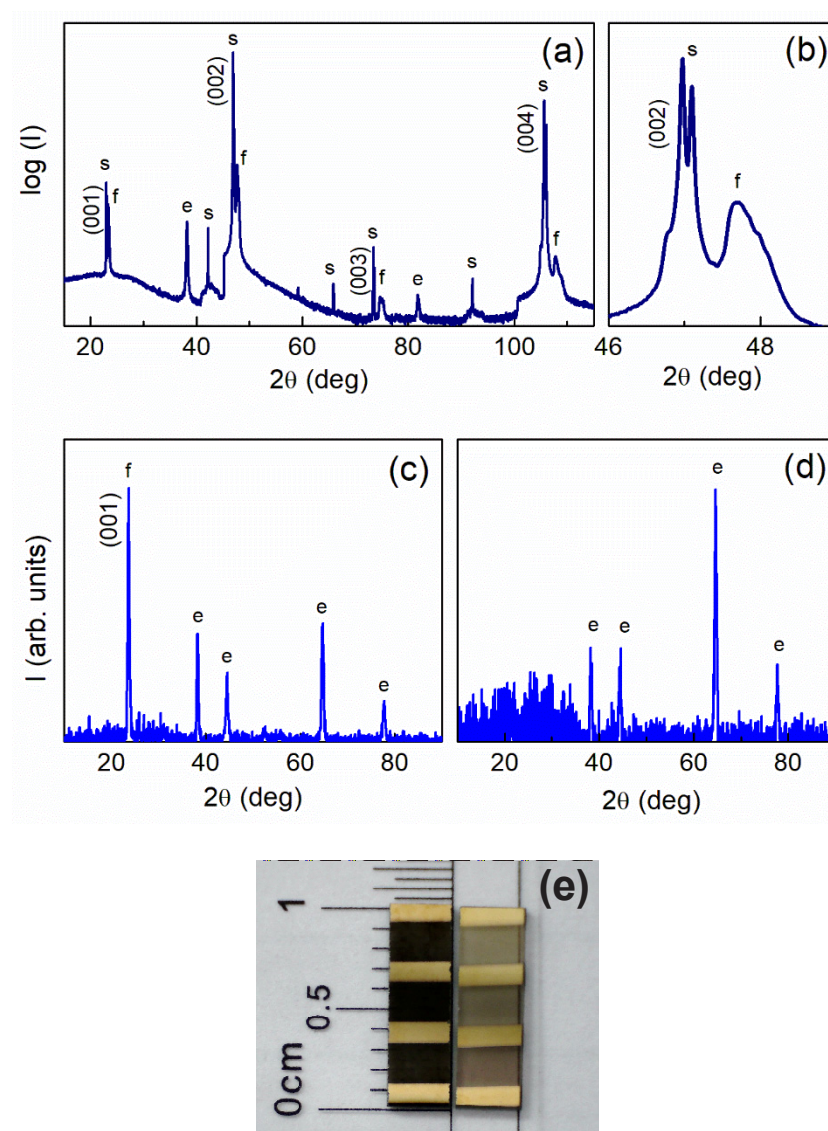 (a)
s
(002)
f
s
(001)
f
e
s
s
(003)
s
f
e
s
(004)
s
f
log (I)
20
40
60
80
100
2θ (deg)
(b)
(002)
s
f
46
48
2θ (deg)
(c)
f
(001)
e
e
e
e
I (arb. units)
20
40
60
80
2θ (deg)
(d)
e
e
e
e
20
40
60
80
2θ (deg)
(e)
1
0.5
0cm